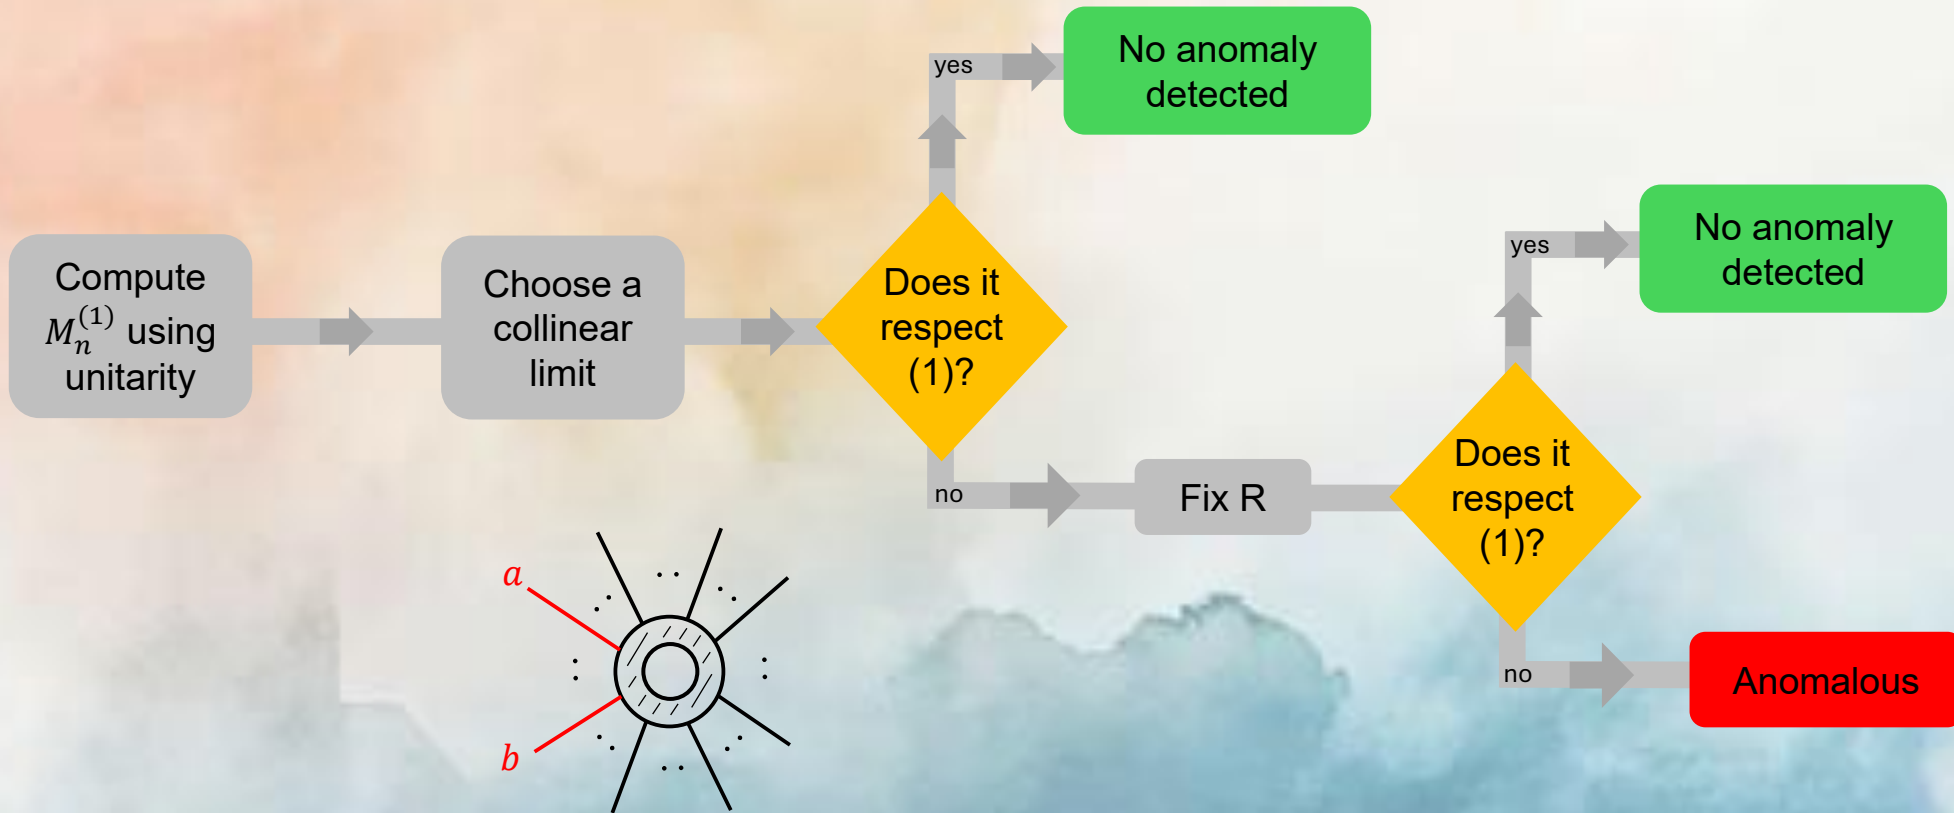 Compute
M_n^{(1)} using
unitarity
Choose a
collinear
limit
Does it
respect
(1)?
yes
No anomaly
detected
no
Fix R
Does it
respect
(1)?
yes
No anomaly
detected
no
Anomalous
a
b